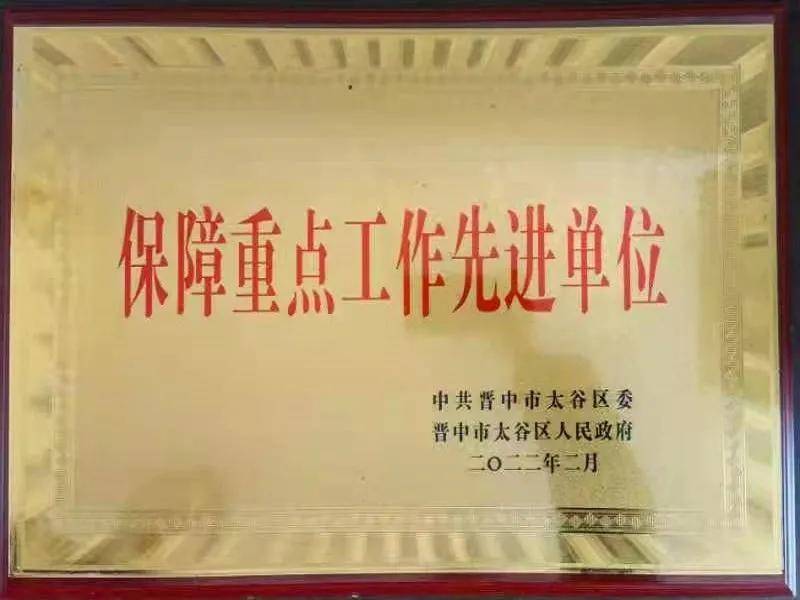 保障重点工作先进单位
中共晋中市太谷区委
晋中市太谷区人民政府
二〇二二年二月